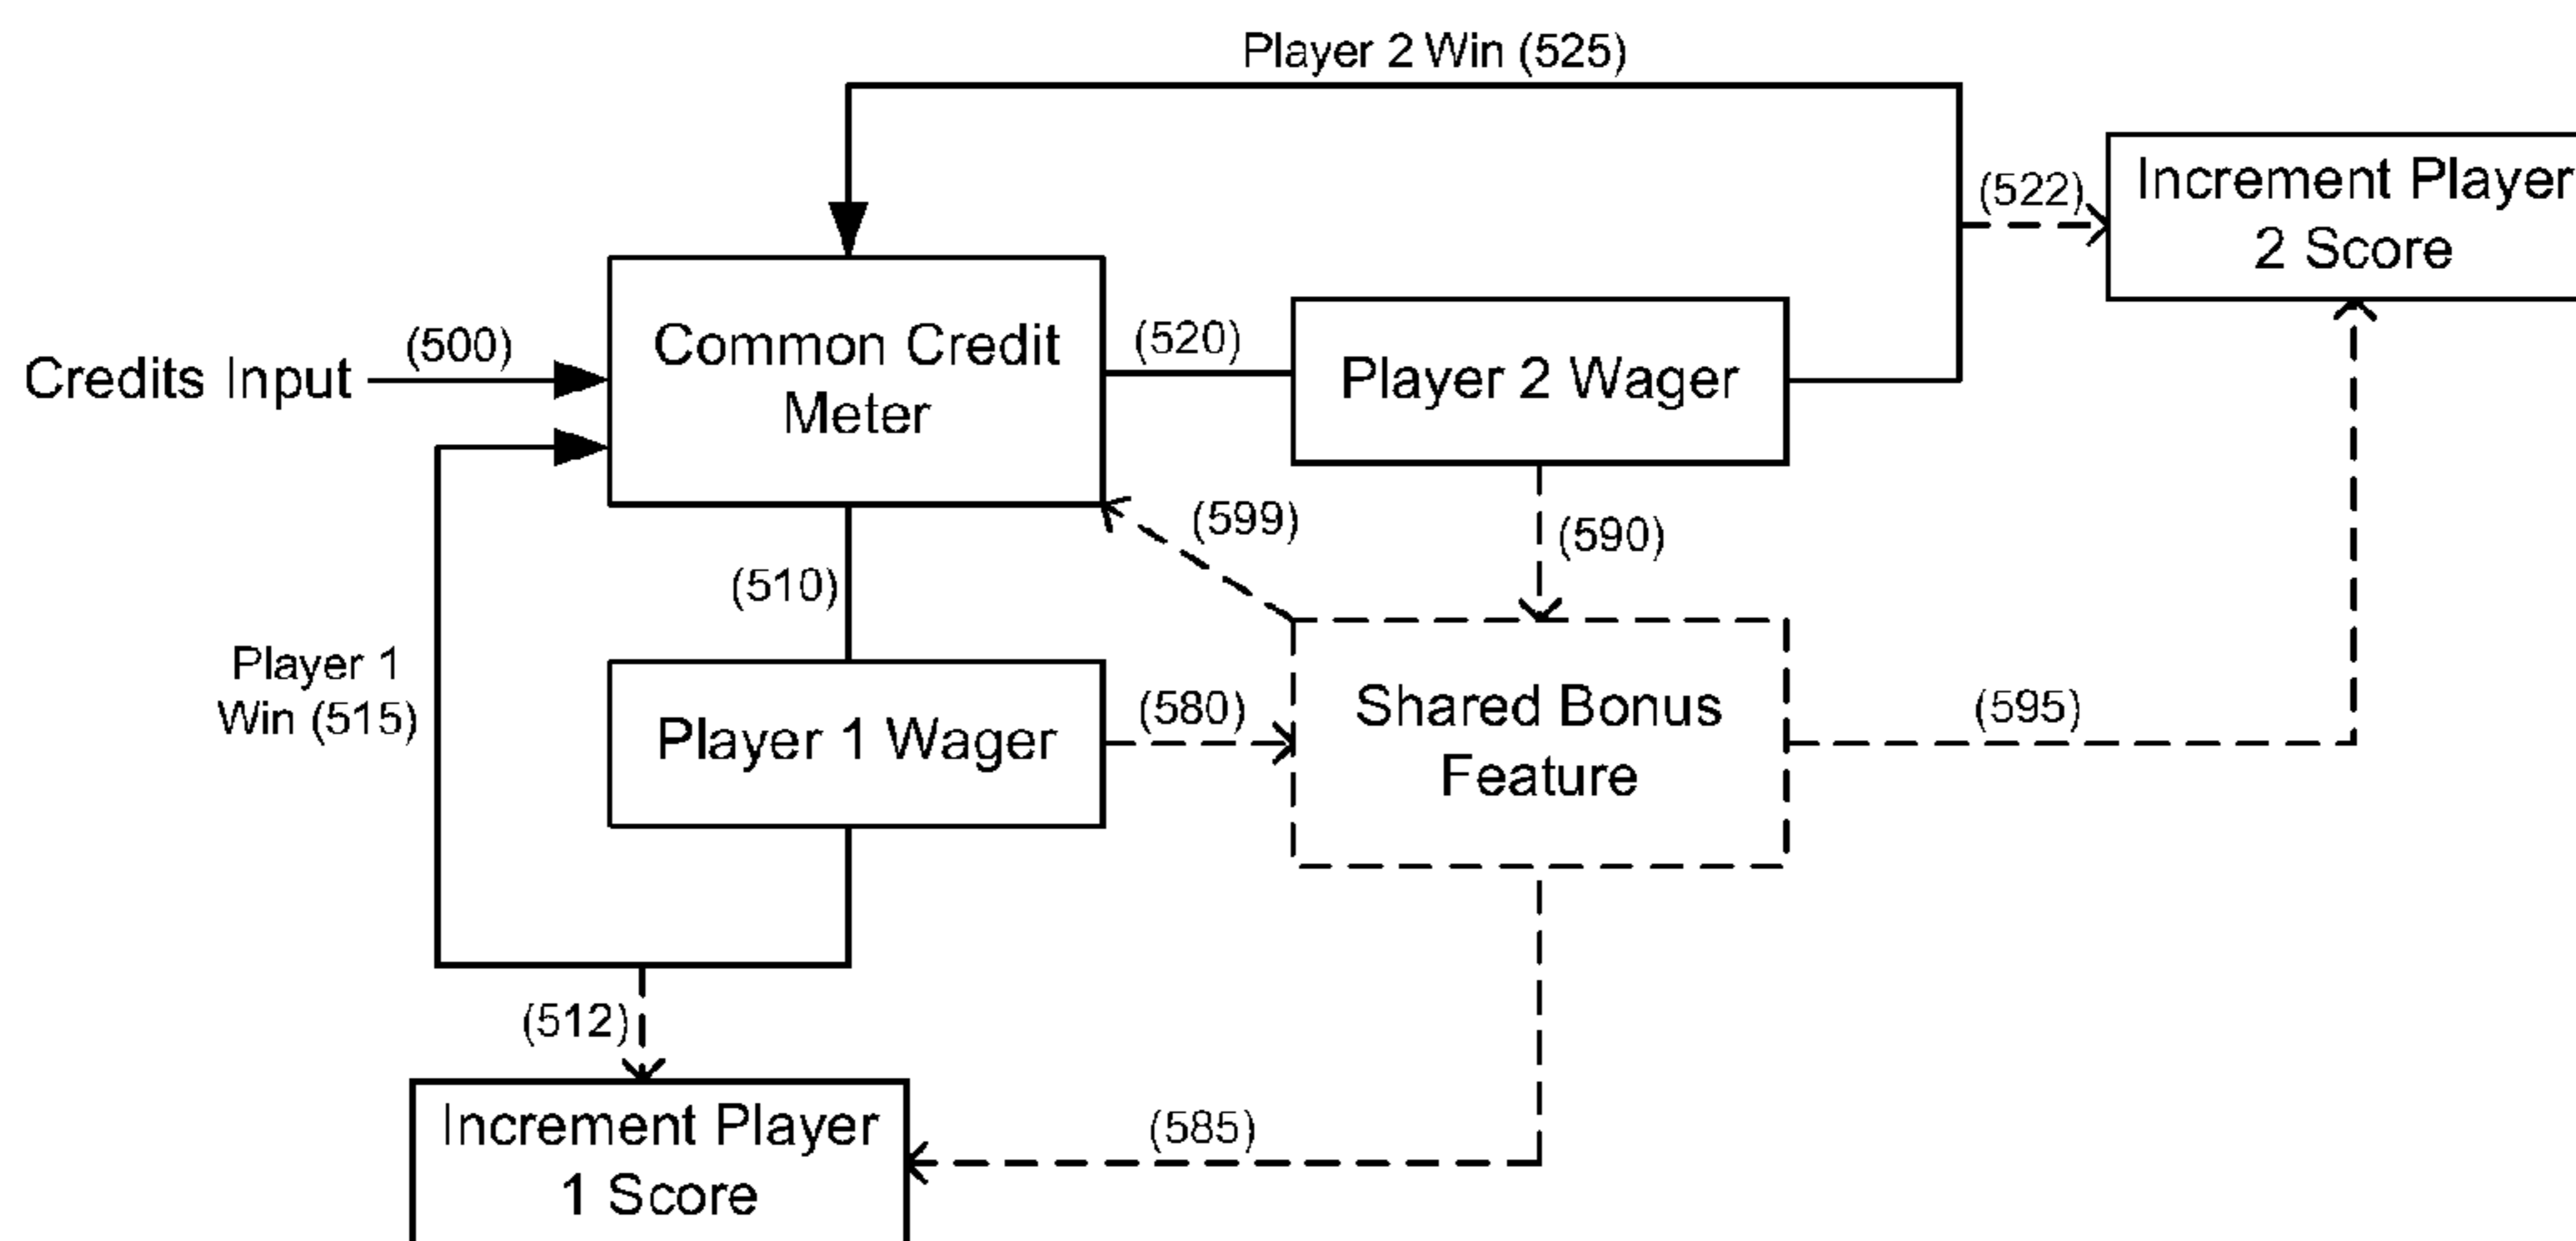 Player 2 Win (525)
(522)
Increment Player
2 Score
Credits Input
(500)
Common Credit
Meter
(520)
Player 2 Wager
(599)
(590)
(510)
Player 1
Win (515)
Player 1 Wager
(580)
Shared Bonus
Feature
(595)
(512)
Increment Player
1 Score
(585)